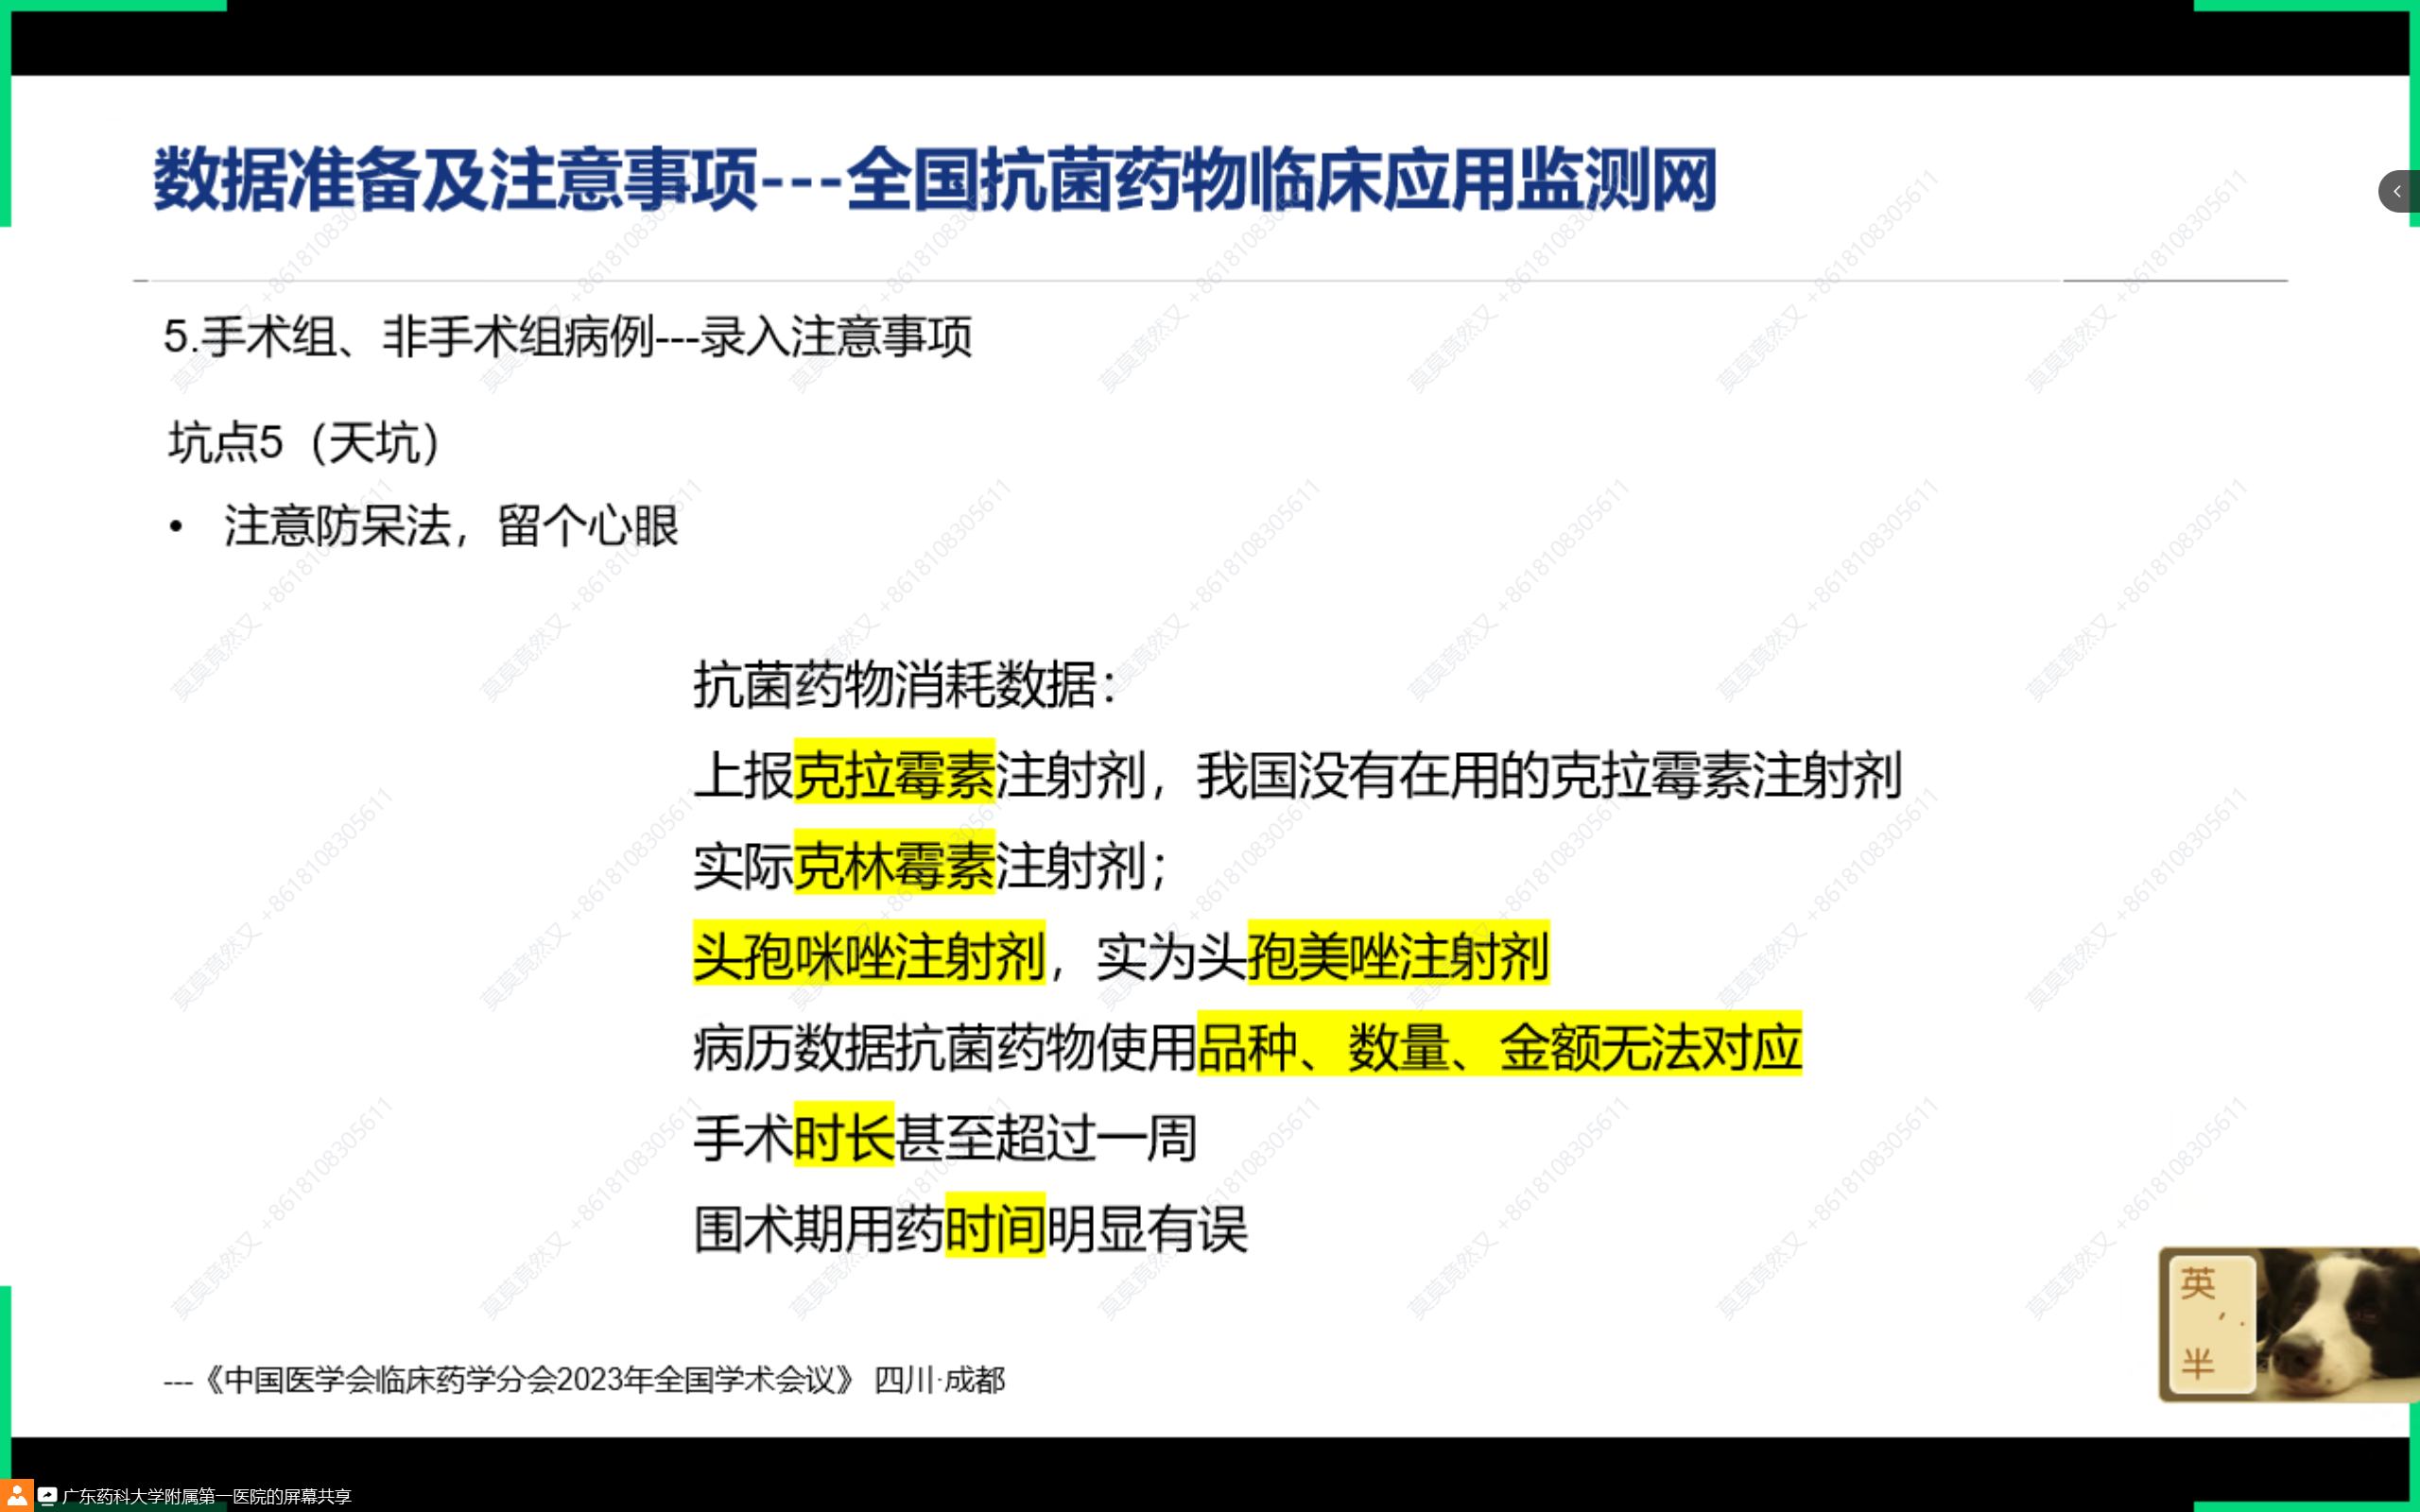 数据准备及注意事项---全国抗菌药物临床应用监测网
5.手术组、非手术组病例---录入注意事项
坑点5（天坑）
• 注意防呆法，留个心眼
抗菌药物消耗数据：
上报克拉霉素注射剂，我国没有在用的克拉霉素注射剂
实际克林霉素注射剂；
头孢咪唑注射剂，实为头孢美唑注射剂
病历数据抗菌药物使用品种、数量、金额无法对应
手术时长甚至超过一周
围术期用药时间明显有误
---《中国医学会临床药学分会2023年全国学术会议》 四川·成都
英
，.
半
广东药科大学附属第一医院的屏幕共享
莫莫竟然又 +8618108305611